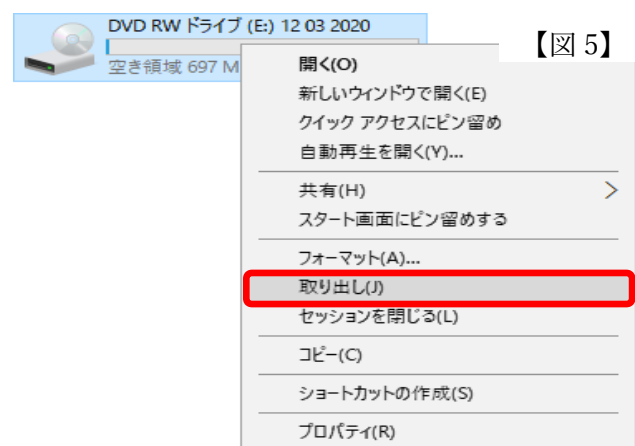 DVD RW ドライブ (E:) 12 03 2020
空き領域 697 M
【図 5】
開く(O)
新しいウィンドウで開く(E)
クイック アクセスにピン留め
自動再生を開く(Y)...
共有(H)
スタート画面にピン留めする
フォーマット(A)...
取り出し(J)
セッションを閉じる(L)
コピー(C)
ショートカットの作成(S)
プロパティ(R)